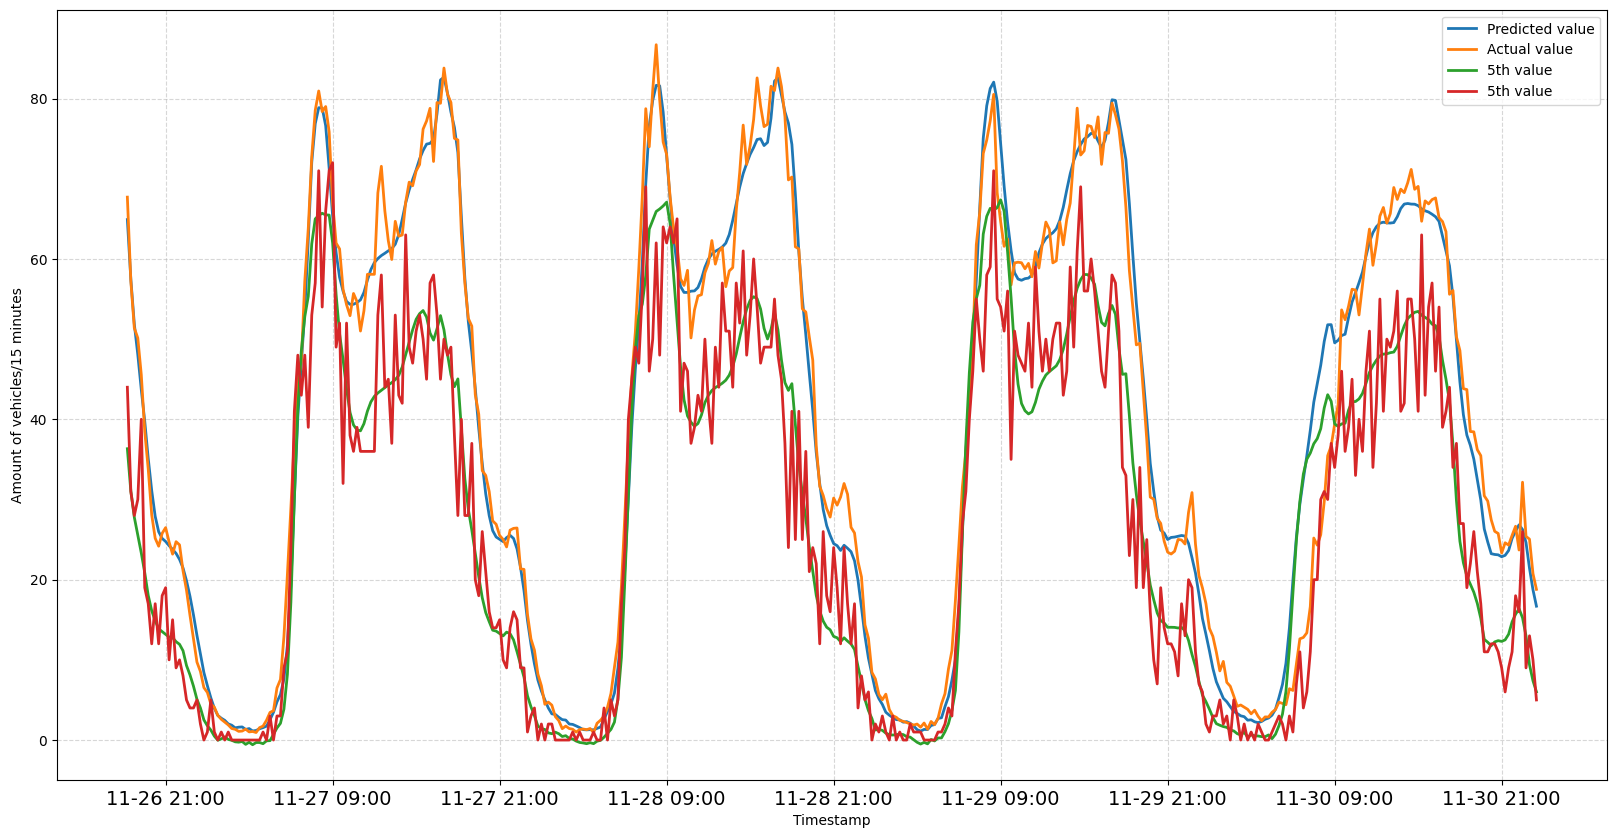 Predicted value
Actual value
5th value
5th value
Amount of vehicles/15 minutes
80
60
40
20
0
11-26 21:00 11-27 09:00 11-27 21:00 11-28 09:00 11-28 21:00 11-29 09:00 11-29 21:00 11-30 09:00 11-30 21:00
Timestamp